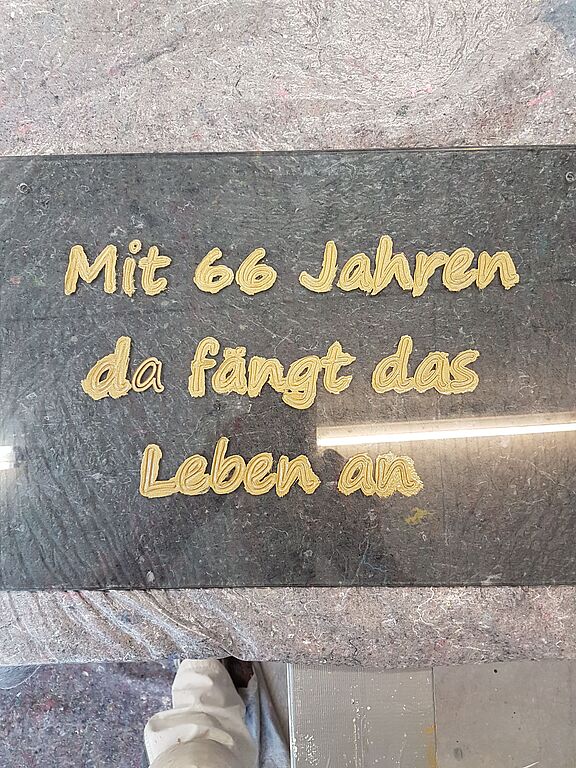 Mit 66 Jahren
da fängt das
Leben an